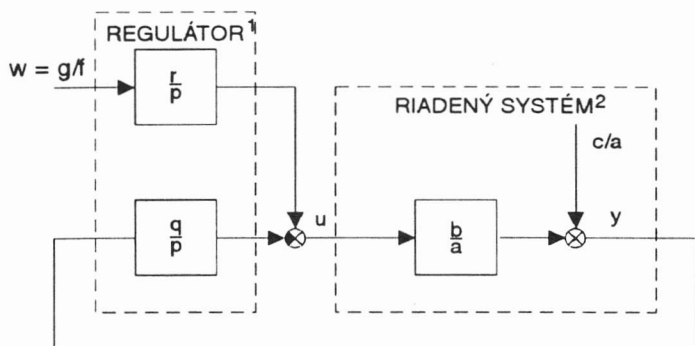 REGULÁTOR¹
w = g/f
r
p
RIADENÝ SYSTÉM²
c/a
q
p
u
b
a
y